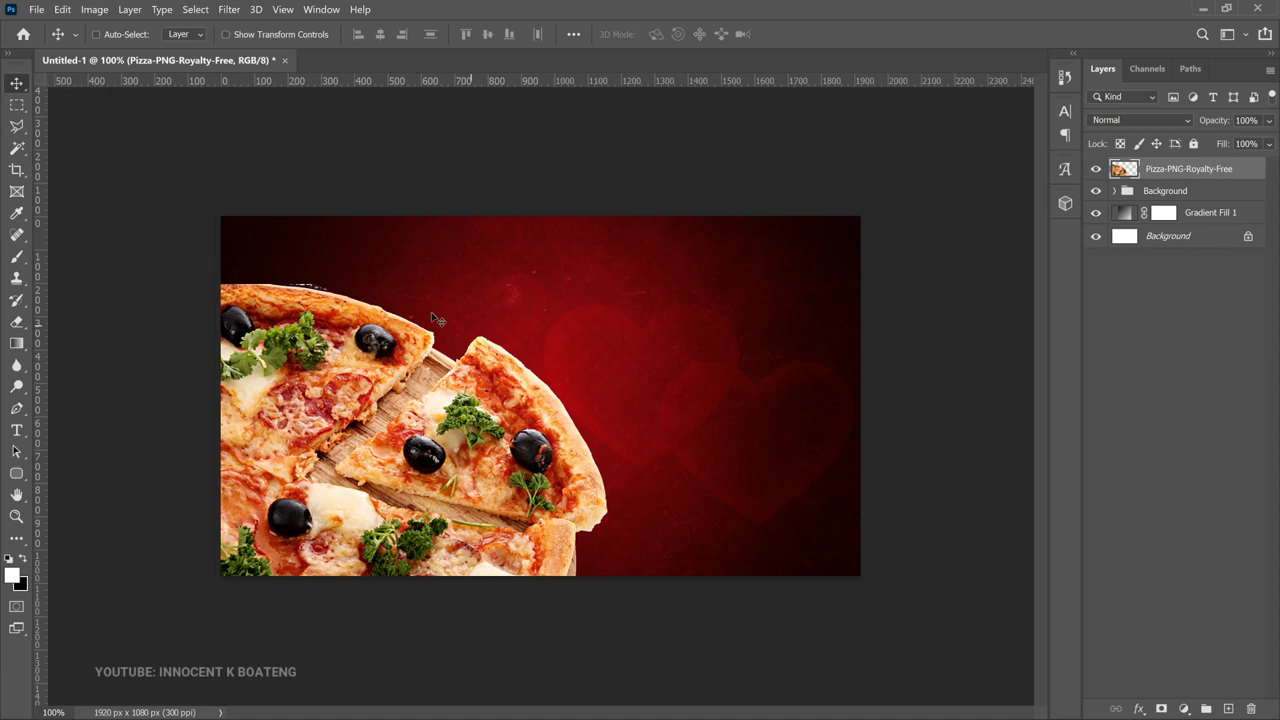 Ps File Edit Image Layer Type Select Filter 3D View Window Help
Auto-Select: Layer Show Transform Controls 3D Mode:
Untitled-1 @ 100% (Pizza-PNG-Royalty-Free, RGB/8) *
500 400 300 200 100 0 100 200 300 400 500 600 700 800 900 1000 1100 1200 1300 1400 1500 1600 1700 1800 1900 2000 2100 2200 2300
Layers Channels Paths
Kind
Normal Opacity: 100%
Lock: Fill: 100%
Pizza-PNG-Royalty-Free
Background
Gradient Fill 1
Background
YOUTUBE: INNOCENT K BOATENG
100% 1920 px x 1080 px (300 ppi)